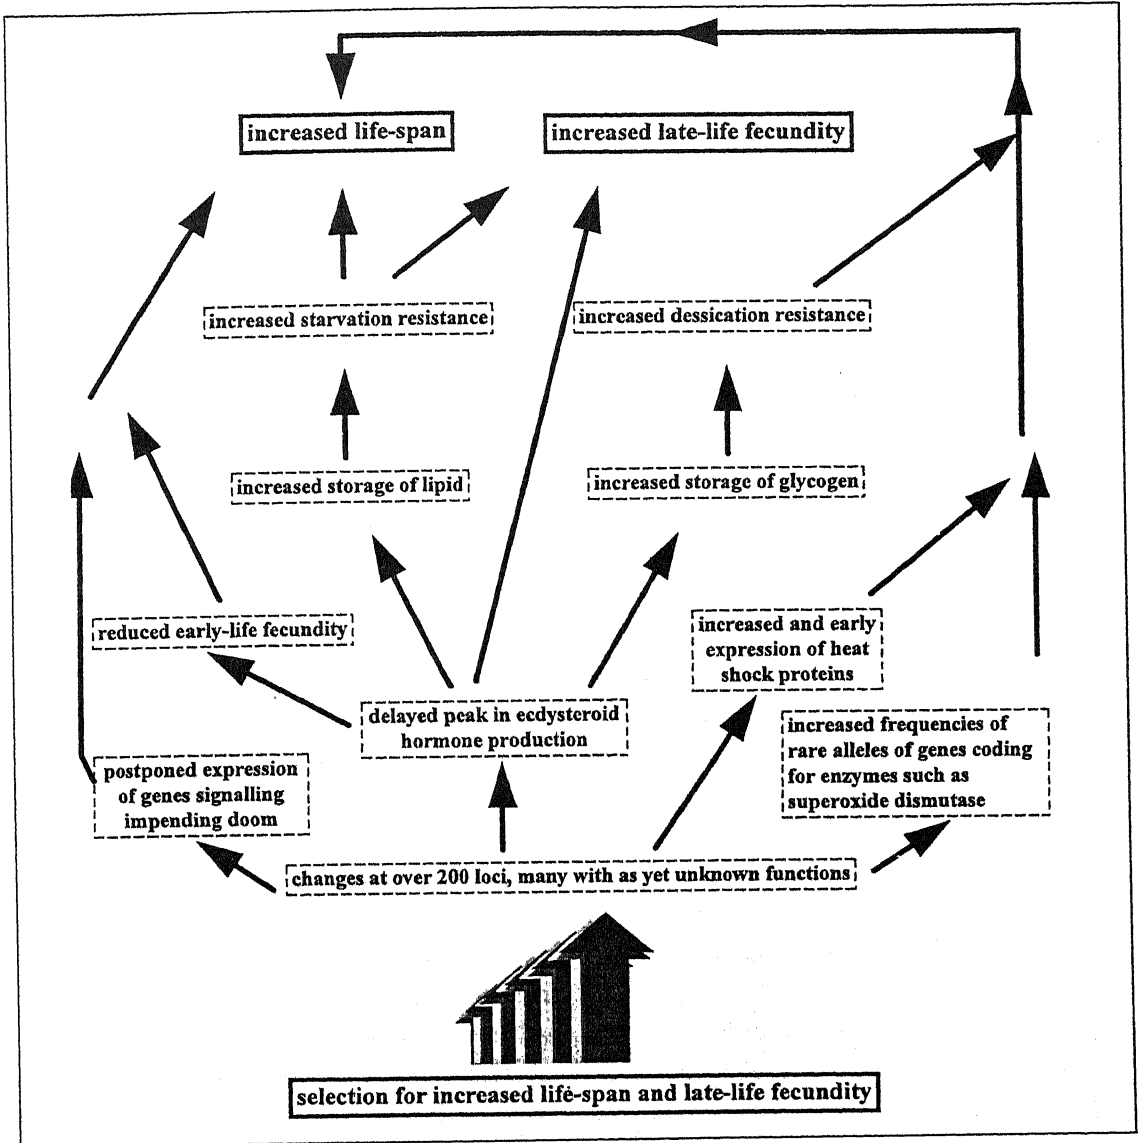 increased life-span
increased late-life fecundity
increased starvation resistance
increased dessication resistance
increased storage of lipid
increased storage of glycogen
reduced early-life fecundity
increased and early
expression of heat
shock proteins
delayed peak in ecdysteroid
hormone production
increased frequencies of
rare alleles of genes coding
for enzymes such as
superoxide dismutase
postponed expression
of genes signalling
impending doom
changes at over 200 loci, many with as yet unknown functions
selection for increased life-span and late-life fecundity